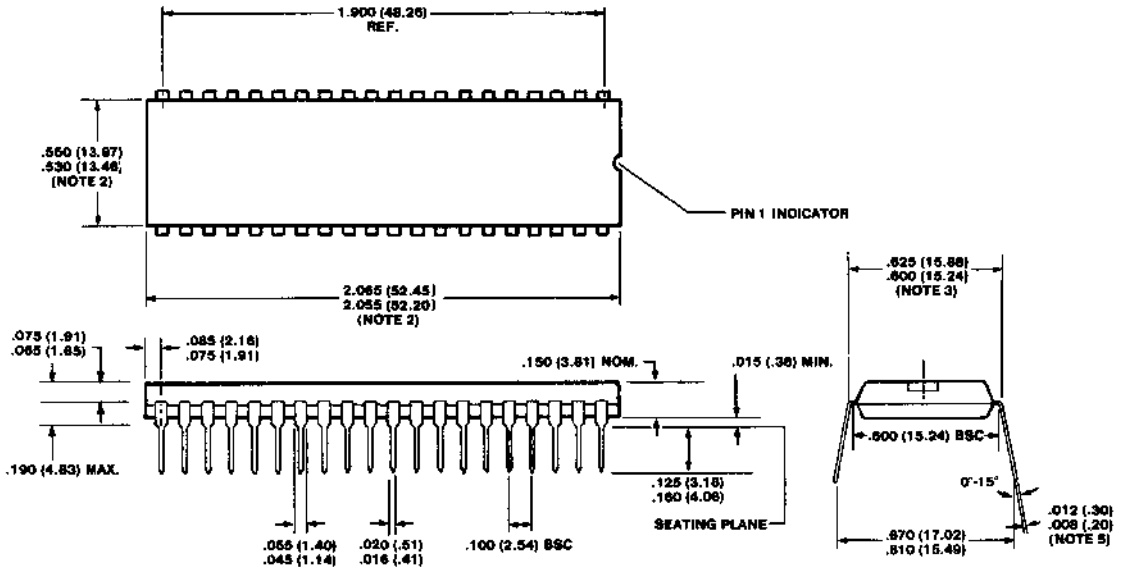 1.900 (48.26)
REF.
.550 (13.97)
.530 (13.46)
(NOTE 2)
PIN 1 INDICATOR
2.065 (52.45)
2.055 (52.20)
(NOTE 2)
.625 (15.88)
.600 (15.24)
(NOTE 3)
.075 (1.91)
.065 (1.65)
.085 (2.16)
.075 (1.91)
.150 (3.81) NOM.
.015 (.38) MIN.
.190 (4.83) MAX.
.600 (15.24) BSC
.125 (3.18)
.160 (4.06)
0°-15°
SEATING PLANE
.012 (.30)
.008 (.20)
(NOTE 5)
.055 (1.40)
.045 (1.14)
.020 (.51)
.016 (.41)
.100 (2.54) BSC
.670 (17.02)
.610 (15.49)